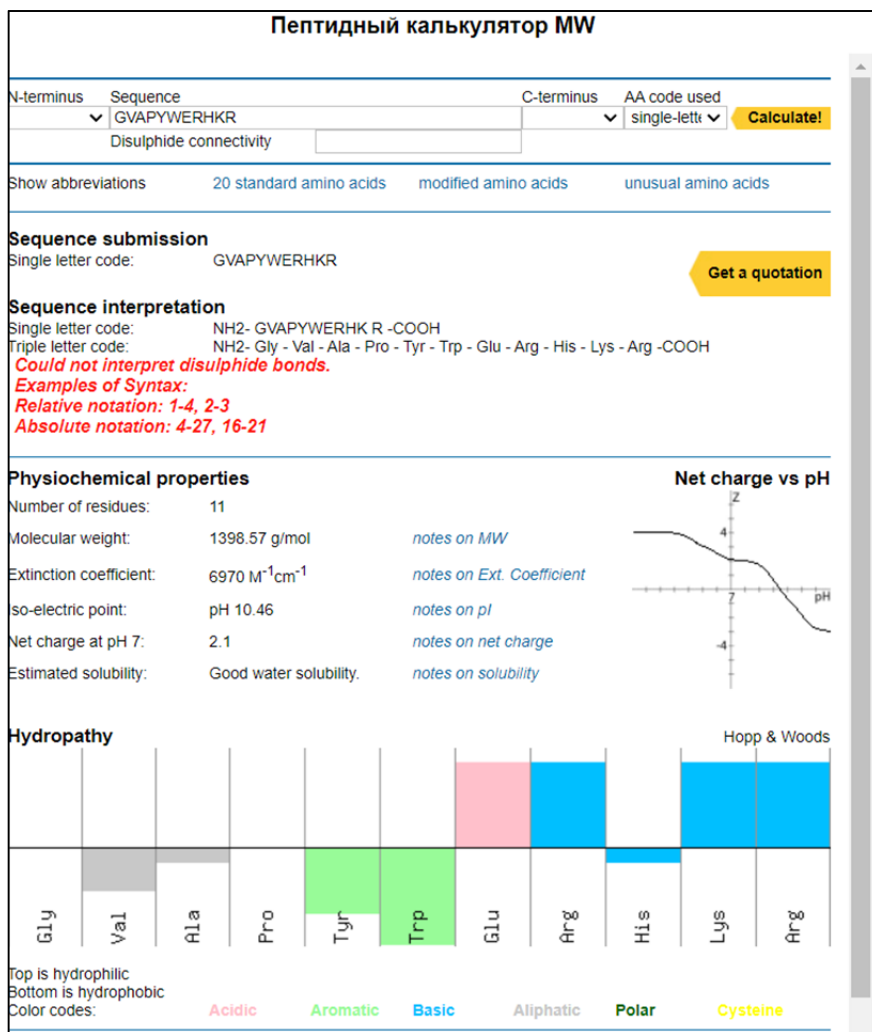 Пептидный калькулятор MW
N-terminus Sequence C-terminus AA code used
GVAPYWERHKR single-lette Calculate!
Disulphide connectivity
Show abbreviations 20 standard amino acids modified amino acids unusual amino acids
Sequence submission
Single letter code: GVAPYWERHKR
Get a quotation
Sequence interpretation
Single letter code: NH2- GVAPYWERHK R -COOH
Triple letter code: NH2- Gly - Val - Ala - Pro - Tyr - Trp - Glu - Arg - His - Lys - Arg -COOH
Could not interpret disulphide bonds.
Examples of Syntax:
Relative notation: 1-4, 2-3
Absolute notation: 4-27, 16-21
Physiochemical properties Net charge vs pH
Number of residues: 11
Molecular weight: 1398.57 g/mol notes on MW
Extinction coefficient: 6970 M⁻¹cm⁻¹ notes on Ext. Coefficient
Iso-electric point: pH 10.46 notes on pI
Net charge at pH 7: 2.1 notes on net charge
Estimated solubility: Good water solubility. notes on solubility
Z
4
7 pH
-4
Hydropathy Hopp & Woods
Gly Val Ala Pro Tyr Trp Glu Arg His Lys Arg
Top is hydrophilic
Bottom is hydrophobic
Color codes: Acidic Aromatic Basic Aliphatic Polar Cysteine